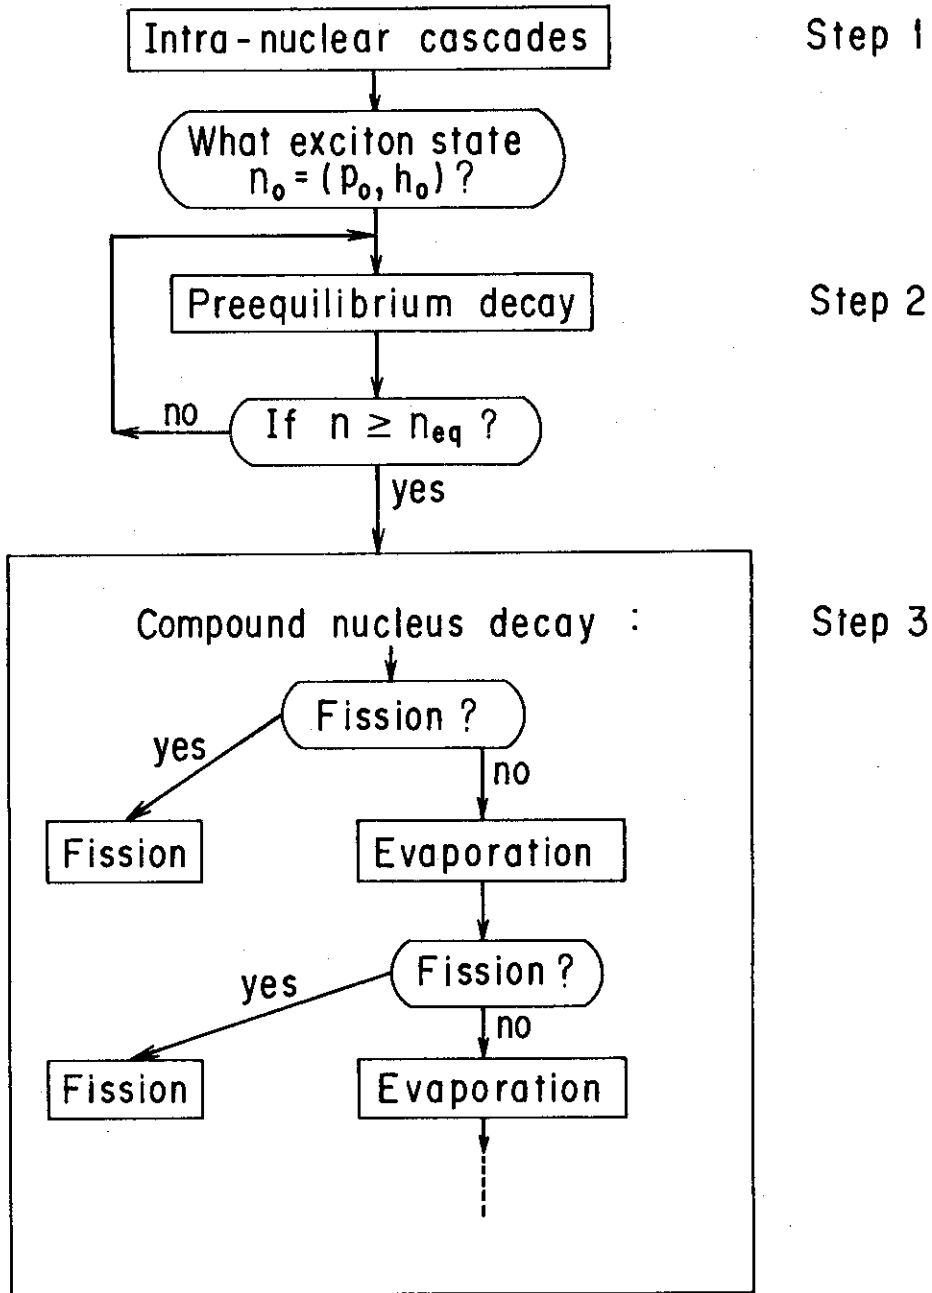 Intra-nuclear cascades
Step 1
What exciton state
n₀ = (p₀, h₀) ?
Preequilibrium decay
Step 2
no
If n ≥ n_eq ?
yes
Compound nucleus decay :
Step 3
Fission ?
yes
no
Fission
Evaporation
Fission ?
yes
no
Fission
Evaporation